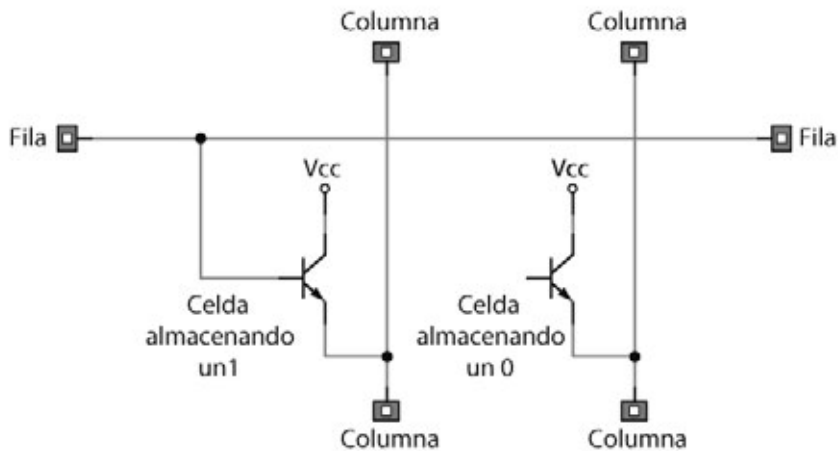 Columna
Columna
Fila
Fila
Vcc
Vcc
Celda
almacenando
un1
Celda
almacenando
un 0
Columna
Columna